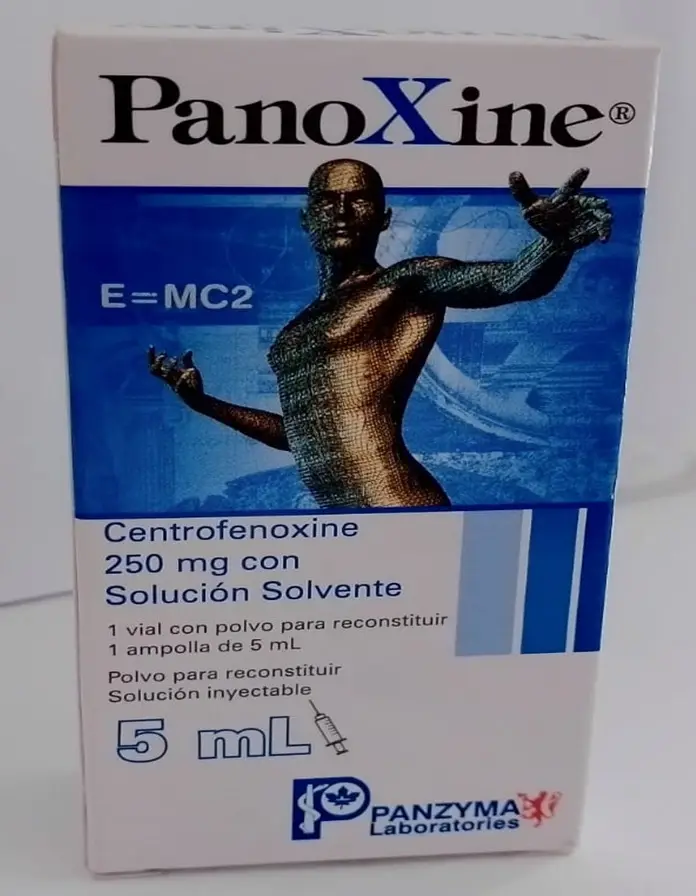 PanoXine®
E=MC2
Centrofenoxine
250 mg con
Solución Solvente
1 vial con polvo para reconstituir
1 ampolla de 5 mL
Polvo para reconstituir
Solución inyectable
5 mL
PANZYMA
Laboratories